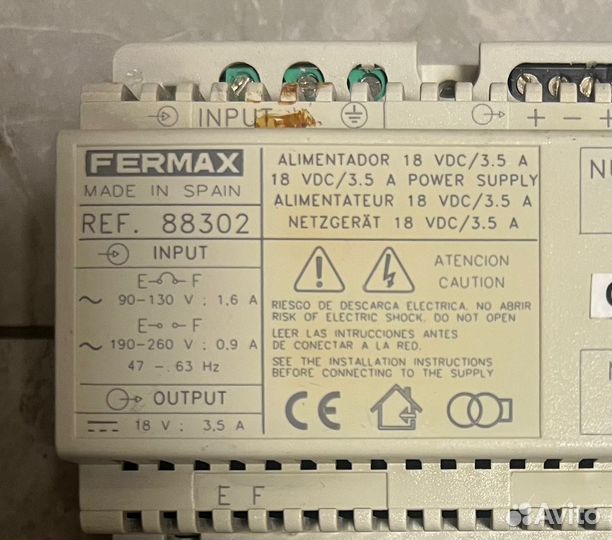 INPUT + -
FERMAX
MADE IN SPAIN
REF. 88302
INPUT
E F
~ 90-130 V : 1,6 A
E F
~ 190-260 V : 0,9 A
47 -. 63 Hz
OUTPUT
18 V : 3,5 A
ALIMENTADOR 18 VDC/3.5 A
18 VDC/3.5 A POWER SUPPLY
ALIMENTATEUR 18 VDC/3.5 A
NETZGERÄT 18 VDC/3.5 A
ATENCION
CAUTION
RIESGO DE DESCARGA ELECTRICA, NO ABRIR
RISK OF ELECTRIC SHOCK, DO NOT OPEN
LEER LAS INTRUCCIONES ANTES
DE CONECTAR A LA RED.
SEE THE INSTALLATION INSTRUCTIONS
BEFORE CONNECTING TO THE SUPPLY
CE
E F
Avito